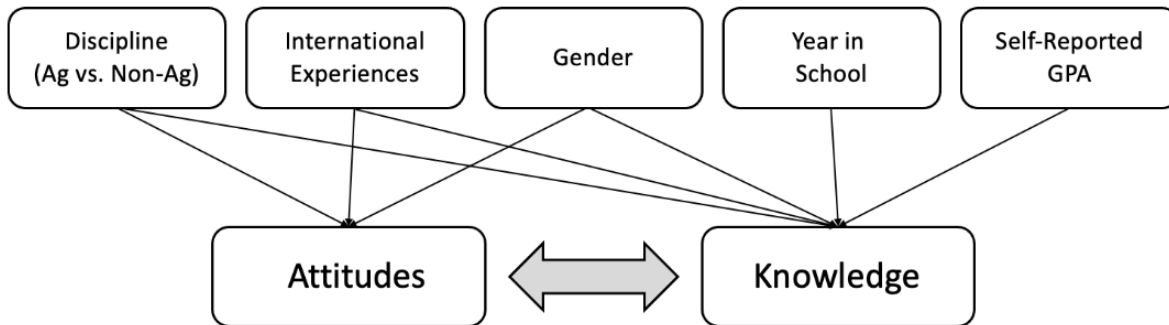 Discipline
(Ag vs. Non-Ag)
International
Experiences
Gender
Year in
School
Self-Reported
GPA
Attitudes
Knowledge